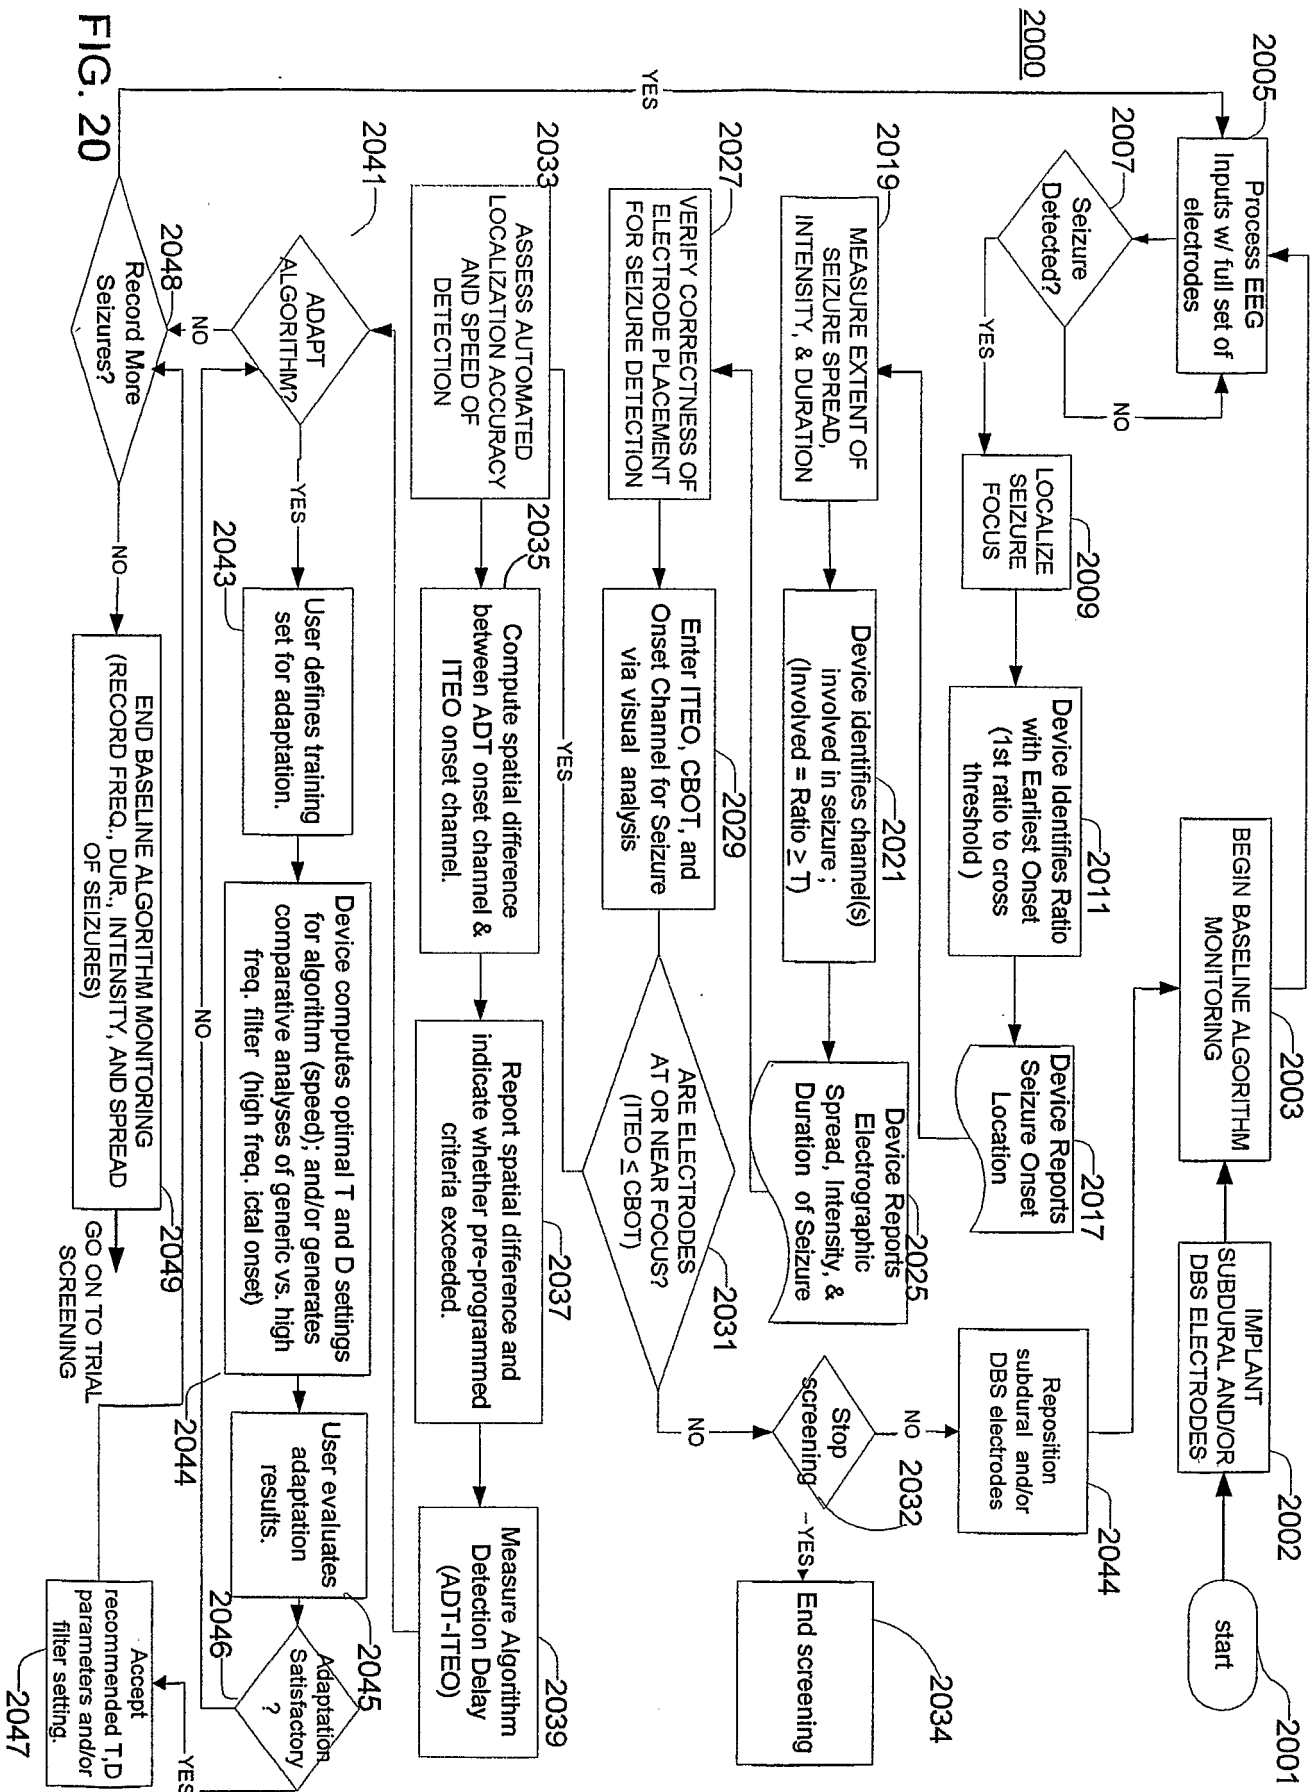 2000
start
2001
IMPLANT
SUBDURAL AND/OR
DBS ELECTRODES
2002
BEGIN BASELINE ALGORITHM
MONITORING
2003
2005
Process EEG
Inputs w/ full set of
electrodes
2007
Seizure
Detected?
NO
YES
LOCALIZE
SEIZURE
FOCUS
2009
Device Identifies Ratio
with Earliest Onset
(1st ratio to cross
threshold )
2011
Device Reports
Seizure Onset
Location
2017
Reposition
subdural and/or
DBS electrodes
2044
2019
MEASURE EXTENT OF
SEIZURE SPREAD,
INTENSITY, & DURATION
Device identifies channel(s)
involved in seizure ;
(Involved = Ratio ≥ T)
2021
Device Reports
Electrographic
Spread, Intensity, &
Duration of Seizure
2025
NO
Stop
screening
2032
YES
End screening
2034
2027
VERIFY CORRECTNESS OF
ELECTRODE PLACEMENT
FOR SEIZURE DETECTION
Enter ITEO, CBOT, and
Onset Channel for Seizure
via visual analysis
2029
ARE ELECTRODES
AT OR NEAR FOCUS?
(ITEO ≤ CBOT)
2031
NO
YES
YES
2033
ASSESS AUTOMATED
LOCALIZATION ACCURACY
AND SPEED OF
DETECTION
2035
Compute spatial difference
between ADT onset channel &
ITEO onset channel.
Report spatial difference and
indicate whether pre-programmed
criteria exceeded.
2037
Measure Algorithm
Detection Delay
(ADT-ITEO)
2039
2041
ADAPT
ALGORITHM?
NO
YES
User defines training
set for adaptation.
2043
Device computes optimal T and D settings
for algorithm (speed); and/or generates
comparative analyses of generic vs. high
freq. filter (high freq. ictal onset)
2044
User evaluates
adaptation
results.
2045
Adaptation
Satisfactory
?
2046
NO
YES
Accept
recommended T,D
parameters and/or
filter setting.
2047
2048
Record More
Seizures?
NO
END BASELINE ALGORITHM MONITORING
(RECORD FREQ., DUR., INTENSITY, AND SPREAD
OF SEIZURES)
2049
GO ON TO TRIAL
SCREENING
FIG. 20